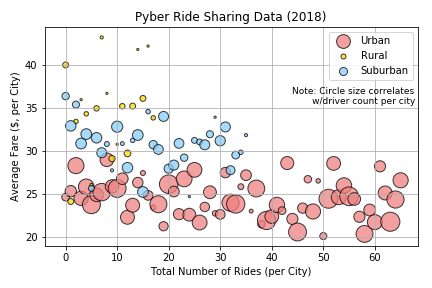 Pyber Ride Sharing Data (2018)
Urban
Rural
Suburban
Note: Circle size correlates
w/driver count per city
Average Fare ($, per City)
40
35
30
25
20
0
10
20
30
40
50
60
Total Number of Rides (per City)